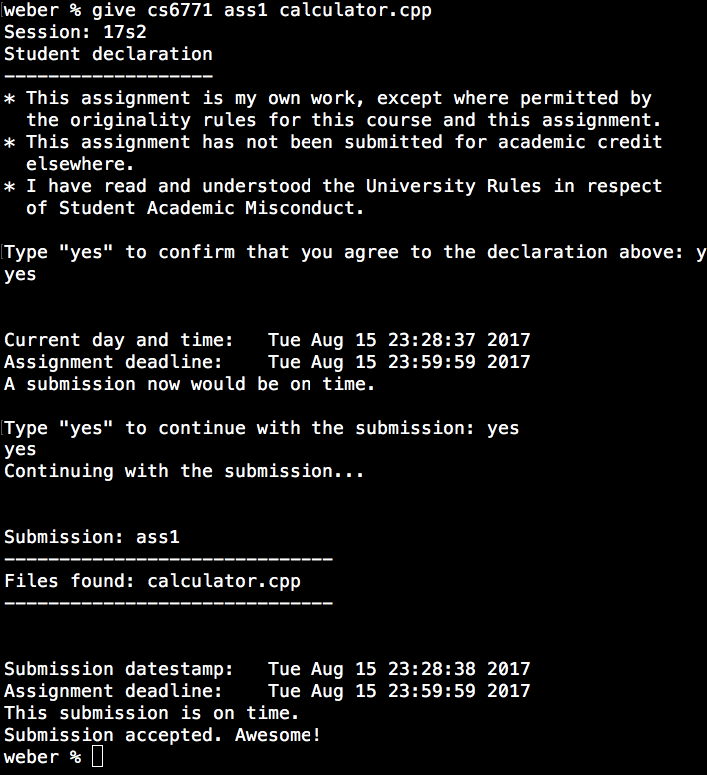 weber % give cs6771 ass1 calculator.cpp
Session: 17s2
Student declaration
-------------------
* This assignment is my own work, except where permitted by
the originality rules for this course and this assignment.
* This assignment has not been submitted for academic credit
elsewhere.
* I have read and understood the University Rules in respect
of Student Academic Misconduct.
Type "yes" to confirm that you agree to the declaration above: y
yes
Current day and time:   Tue Aug 15 23:28:37 2017
Assignment deadline:    Tue Aug 15 23:59:59 2017
A submission now would be on time.
Type "yes" to continue with the submission: yes
yes
Continuing with the submission...
Submission: ass1
------------------------------
Files found: calculator.cpp
------------------------------
Submission datestamp:   Tue Aug 15 23:28:38 2017
Assignment deadline:    Tue Aug 15 23:59:59 2017
This submission is on time.
Submission accepted. Awesome!
weber %